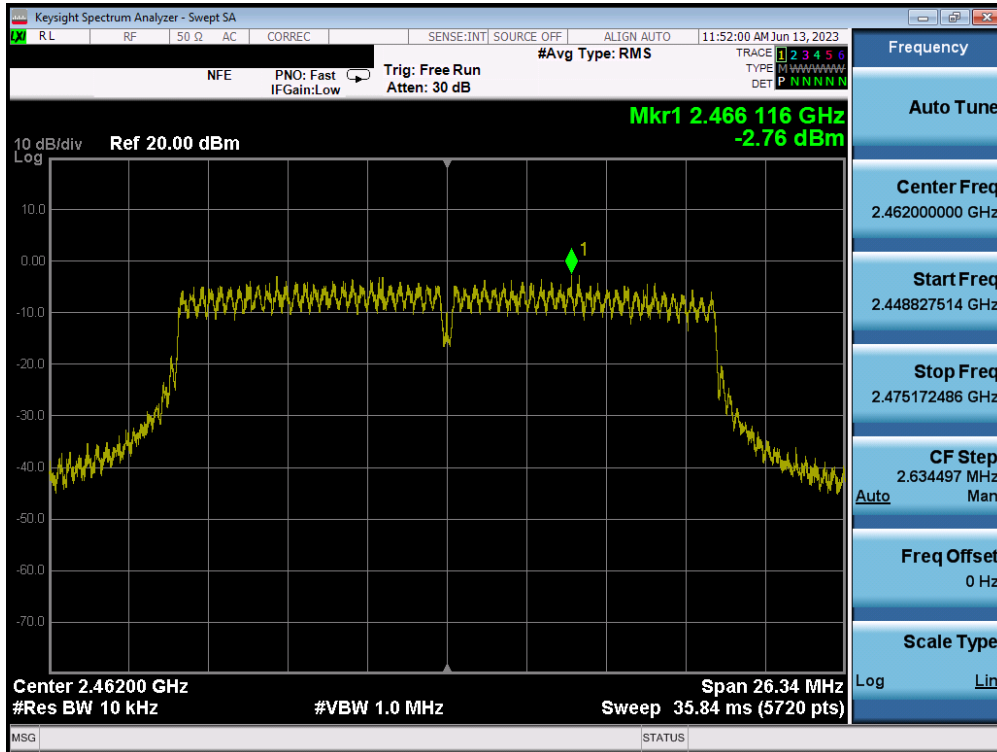 Keysight Spectrum Analyzer - Swept SA
LXI RL RF 50 Ω AC CORREC SENSE:INT SOURCE OFF ALIGN AUTO 11:52:00 AM Jun 13, 2023
NFE PNO: Fast Trig: Free Run #Avg Type: RMS TRACE 1 2 3 4 5 6
IFGain:Low Atten: 30 dB TYPE M WWWWW
DET P N N N N N
Mkr1 2.466 116 GHz
-2.76 dBm
10 dB/div Ref 20.00 dBm
Log
10.0
0.00
1
-10.0
-20.0
-30.0
-40.0
-50.0
-60.0
-70.0
Center 2.46200 GHz Span 26.34 MHz
#Res BW 10 kHz #VBW 1.0 MHz Sweep 35.84 ms (5720 pts)
MSG STATUS
Frequency
Auto Tune
Center Freq
2.462000000 GHz
Start Freq
2.448827514 GHz
Stop Freq
2.475172486 GHz
CF Step
2.634497 MHz
Auto Man
Freq Offset
0 Hz
Scale Type
Log Lin